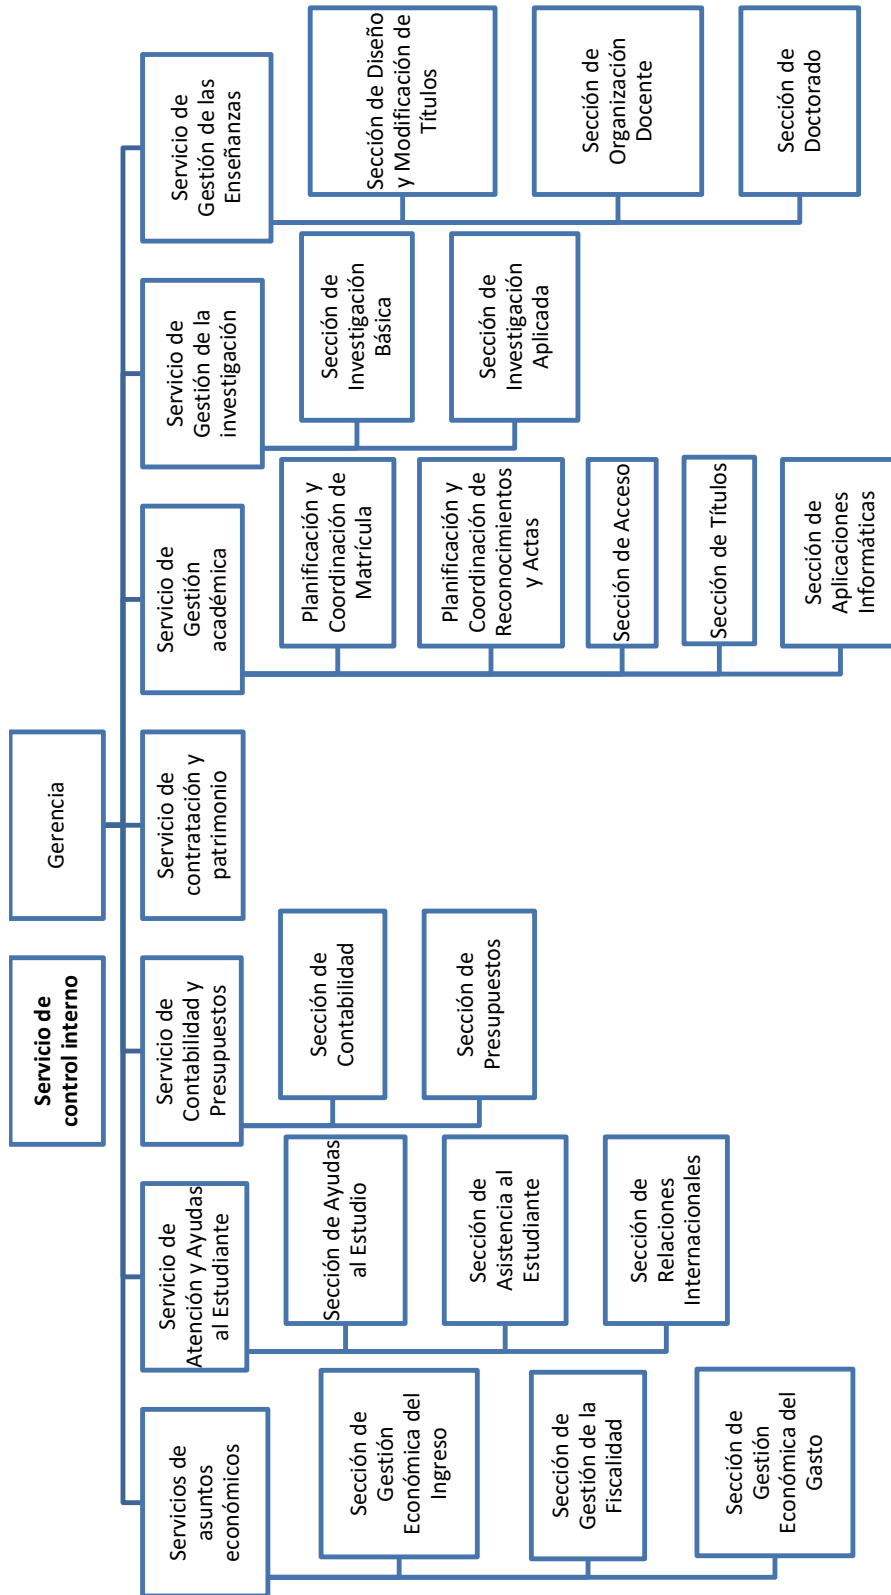 Servicio de
control interno
Gerencia
Servicios de
asuntos
económicos
Sección de
Gestión
Económica del
Ingreso
Sección de
Gestión de la
Fiscalidad
Sección de
Gestión
Económica del
Gasto
Servicio de
Atención y Ayudas
al Estudiante
Sección de Ayudas
al Estudio
Sección de
Asistencia al
Estudiante
Sección de
Relaciones
Internacionales
Servicio de
Contabilidad y
Presupuestos
Sección de
Contabilidad
Sección de
Presupuestos
Servicio de
contratación y
patrimonio
Servicio de
Gestión
académica
Planificación y
Coordinación de
Matrícula
Planificación y
Coordinación de
Reconocimientos
y Actas
Sección de Acceso
Sección de Títulos
Sección de
Aplicaciones
Informáticas
Servicio de
Gestión de la
investigación
Sección de
Investigación
Básica
Sección de
Investigación
Aplicada
Servicio de
Gestión de las
Enseñanzas
Sección de Diseño
y Modificación de
Títulos
Sección de
Organización
Docente
Sección de
Doctorado